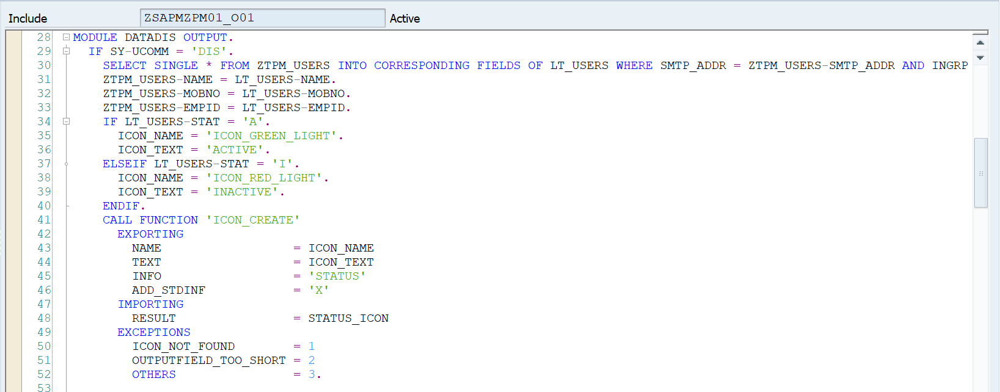 Include ZSAPMZPM01_O01 Active
28 MODULE DATADIS OUTPUT.
29 IF SY-UCOMM = 'DIS'.
30 SELECT SINGLE * FROM ZTPM_USERS INTO CORRESPONDING FIELDS OF LT_USERS WHERE SMTP_ADDR = ZTPM_USERS-SMTP_ADDR AND INGRP
31 ZTPM_USERS-NAME = LT_USERS-NAME.
32 ZTPM_USERS-MOBNO = LT_USERS-MOBNO.
33 ZTPM_USERS-EMPID = LT_USERS-EMPID.
34 IF LT_USERS-STAT = 'A'.
35 ICON_NAME = 'ICON_GREEN_LIGHT'.
36 ICON_TEXT = 'ACTIVE'.
37 ELSEIF LT_USERS-STAT = 'I'.
38 ICON_NAME = 'ICON_RED_LIGHT'.
39 ICON_TEXT = 'INACTIVE'.
40 ENDIF.
41 CALL FUNCTION 'ICON_CREATE'
42 EXPORTING
43 NAME = ICON_NAME
44 TEXT = ICON_TEXT
45 INFO = 'STATUS'
46 ADD_STDINF = 'X'
47 IMPORTING
48 RESULT = STATUS_ICON
49 EXCEPTIONS
50 ICON_NOT_FOUND = 1
51 OUTPUTFIELD_TOO_SHORT = 2
52 OTHERS = 3.
53